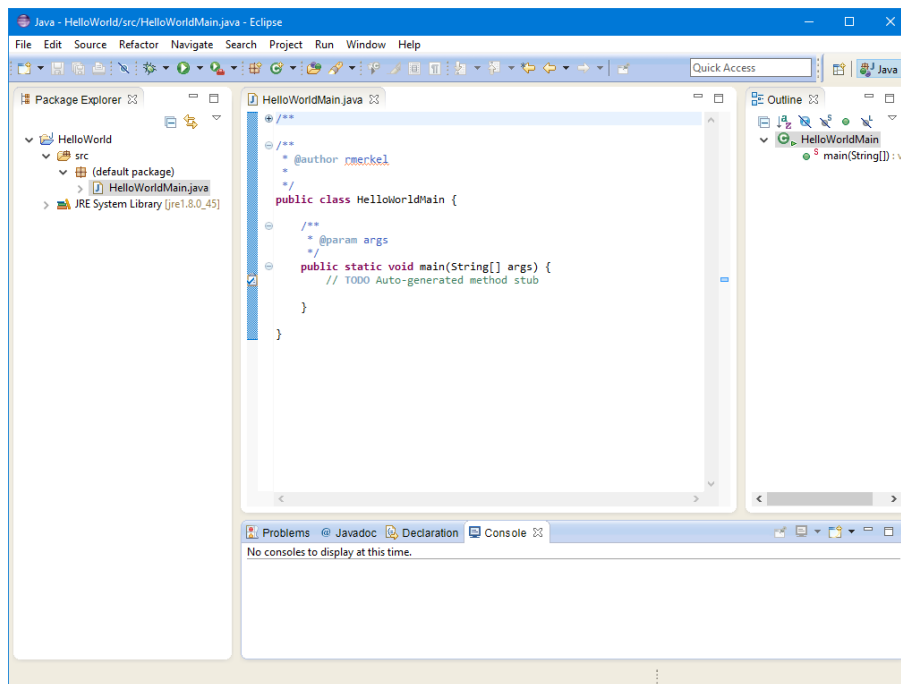 Java - HelloWorld/src/HelloWorldMain.java - Eclipse
File Edit Source Refactor Navigate Search Project Run Window Help
Quick Access
Java
Package Explorer
HelloWorld
src
(default package)
HelloWorldMain.java
JRE System Library [jre1.8.0_45]
HelloWorldMain.java
/**
/**
* @author rmerkel
*
*/
public class HelloWorldMain {
/**
* @param args
*/
public static void main(String[] args) {
// TODO Auto-generated method stub
}
}
Outline
HelloWorldMain
main(String[]) : v
Problems @ Javadoc Declaration Console
No consoles to display at this time.